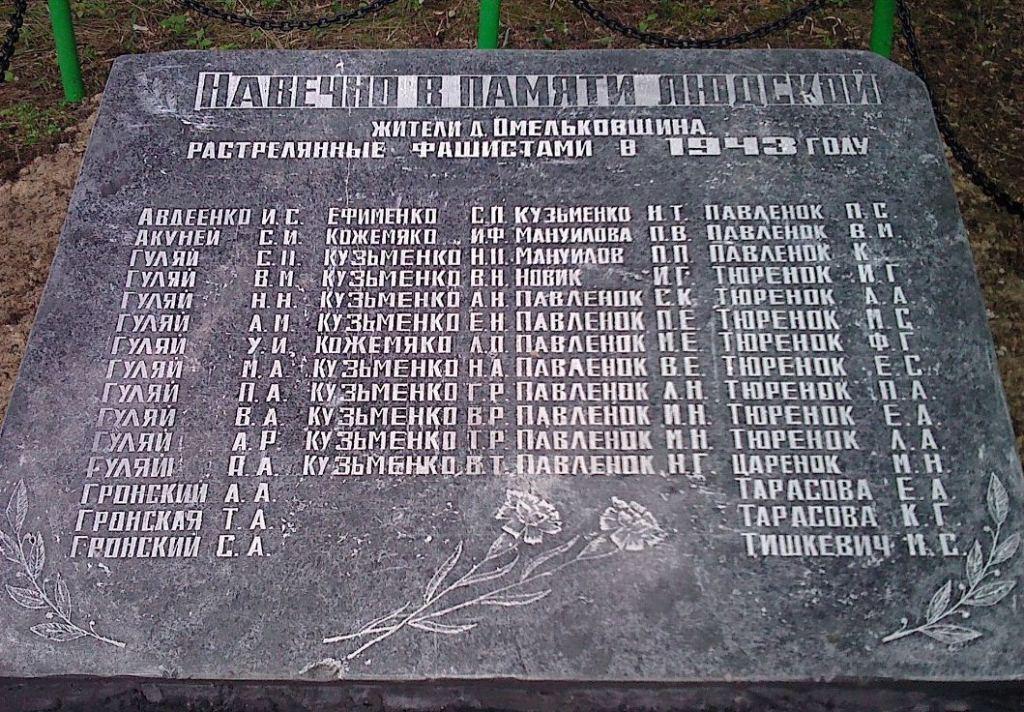 НАВЕЧНО В ПАМЯТИ ЛЮДСКОЙ
ЖИТЕЛИ Д. ОМЕЛЬКОВЩИНА
РАСТРЕЛЯННЫЕ ФАШИСТАМИ В 1943 ГОДУ
АВДЕЕНКО И. С. ЕФИМЕНКО С.П. КУЗЬМЕНКО Н.Т. ПАВЛЕНОК П. С
АКУНЕЙ С. И. КОЖЕМЯКО И.Ф. МАНУИЛОВА П.В. ПАВЛЕНОК В. И
ГУЛЯЙ КУЗЬМЕНКО МАНУИЛОВ П.П. ПАВЛЕНОК К.
ГУЛЯЙ КУЗЬМЕНКО В.Н. НОВИК И.Г. ТЮРЕНОК И. Г
ГУЛЯЙ Н.Н. КУЗЬМЕНКО А.Н. ПАВЛЕНОК С.К. ТЮРЕНОК А. А.
ГУЛЯЙ А.И. КУЗЬМЕНКО Е.Н. ПАВЛЕНОК П.Е. ТЮРЕНОК И. С.
ГУЛЯЙ У.И. КОЖЕМЯКО Л.П. ПАВЛЕНОК И.Е. ТЮРЕНОК Ф. Г
ГУЛЯЙ М.А КУЗЬМЕНКО Н.А. ПАВЛЕНОК В.Е. ТЮРЕНОК Е. С.
ГУЛЯЙ П.А. КУЗЬМЕНКО Г.Р. ПАВЛЕНОК А.Н. ТЮРЕНОК П. А.
ГУЛЯЙ В.А КУЗЬМЕНКО В.Р. ПАВЛЕНОК И.Н. ТЮРЕНОК Е. А.
ГУЛЯЙ А.Р. КУЗЬМЕНКО Т.Р. ПАВЛЕНОК И.Н. ТЮРЕНОК Л. А.
ГУЛЯЙ КУЗЬМЕНКО В.Т. ПАВЛЕНОК Н.Г. ЦАРЕНОК М. Н.
ГРОНСКИЙ А. А. ТАРАСОВА Е. А.
ГРОНСКАЯ Т. А. ТАРАСОВА К. Г.
ГРОНСКИЙ С. А. ТИШКЕВИЧ И. С.